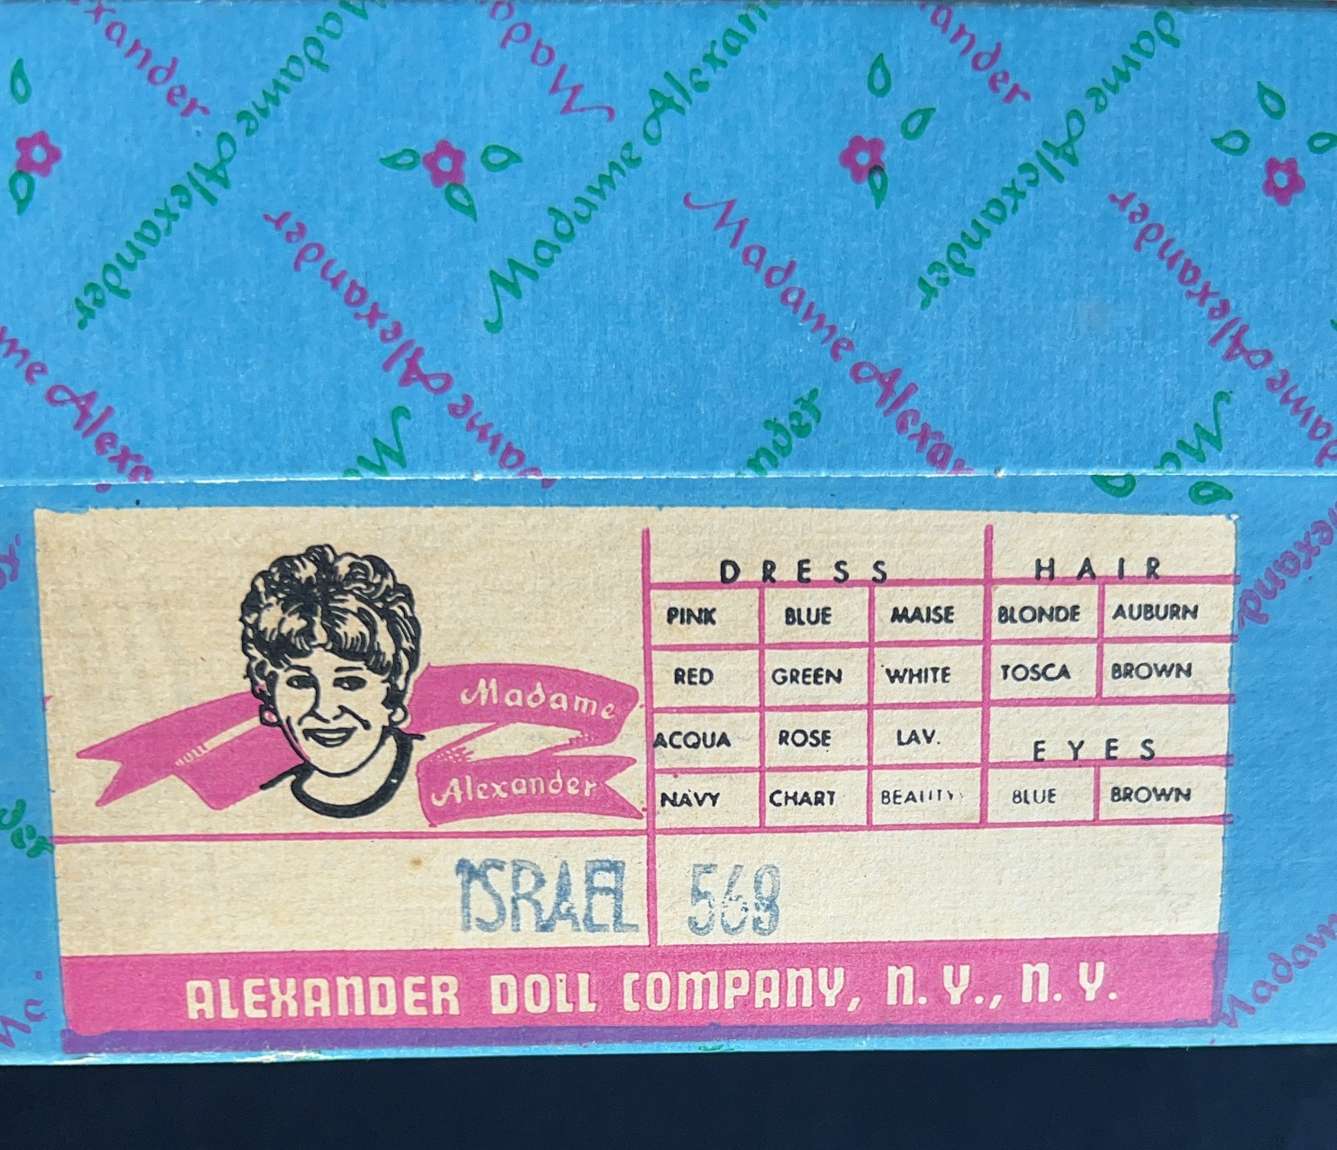 Madame Alexander
Madame Alexander
Madame Alexander
Madame Alexander
Madame
Alexander
DRESS
HAIR
PINK BLUE MAISE BLONDE AUBURN
RED GREEN WHITE TOSCA BROWN
ACQUA ROSE LAV.
EYES
NAVY CHART BEAUTY BLUE BROWN
ISRAEL 568
ALEXANDER DOLL COMPANY, N.Y., N.Y.